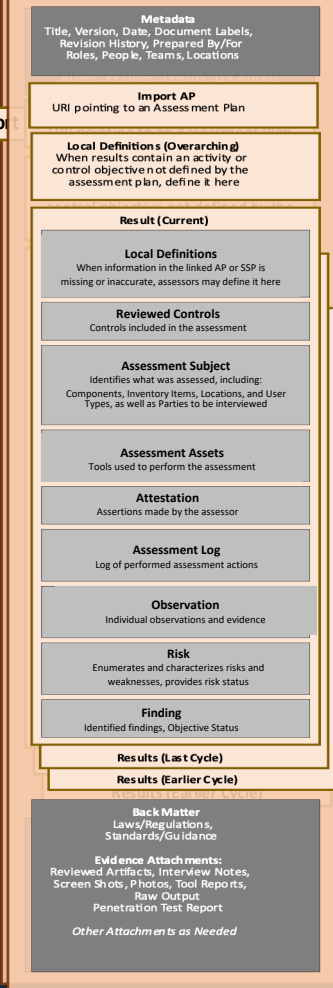 Metadata
Title, Version, Date, Document Labels,
Revision History, Prepared By/For
Roles, People, Teams, Locations
Import AP
URI pointing to an Assessment Plan
Local Definitions (Overarching)
When results contain an activity or
control objective not defined by the
assessment plan, define it here
Result (Current)
Local Definitions
When information in the linked AP or SSP is
missing or inaccurate, assessors may define it here
Reviewed Controls
Controls included in the assessment
Assessment Subject
Identifies what was assessed, including:
Components, Inventory Items, Locations, and User
Types, as well as Parties to be interviewed
Assessment Assets
Tools used to perform the assessment
Attestation
Assertions made by the assessor
Assessment Log
Log of performed assessment actions
Observation
Individual observations and evidence
Risk
Enumerates and characterizes risks and
weaknesses, provides risk status
Finding
Identified findings, Objective Status
Results (Last Cycle)
Results (Earlier Cycle)
Results (Earlier Cycle)
Back Matter
Laws/Regulations,
Standards/Guidance
Evidence Attachments:
Reviewed Artifacts, Interview Notes,
Screen Shots, Photos, Tool Reports,
Raw Output
Penetration Test Report
Other Attachments as Needed